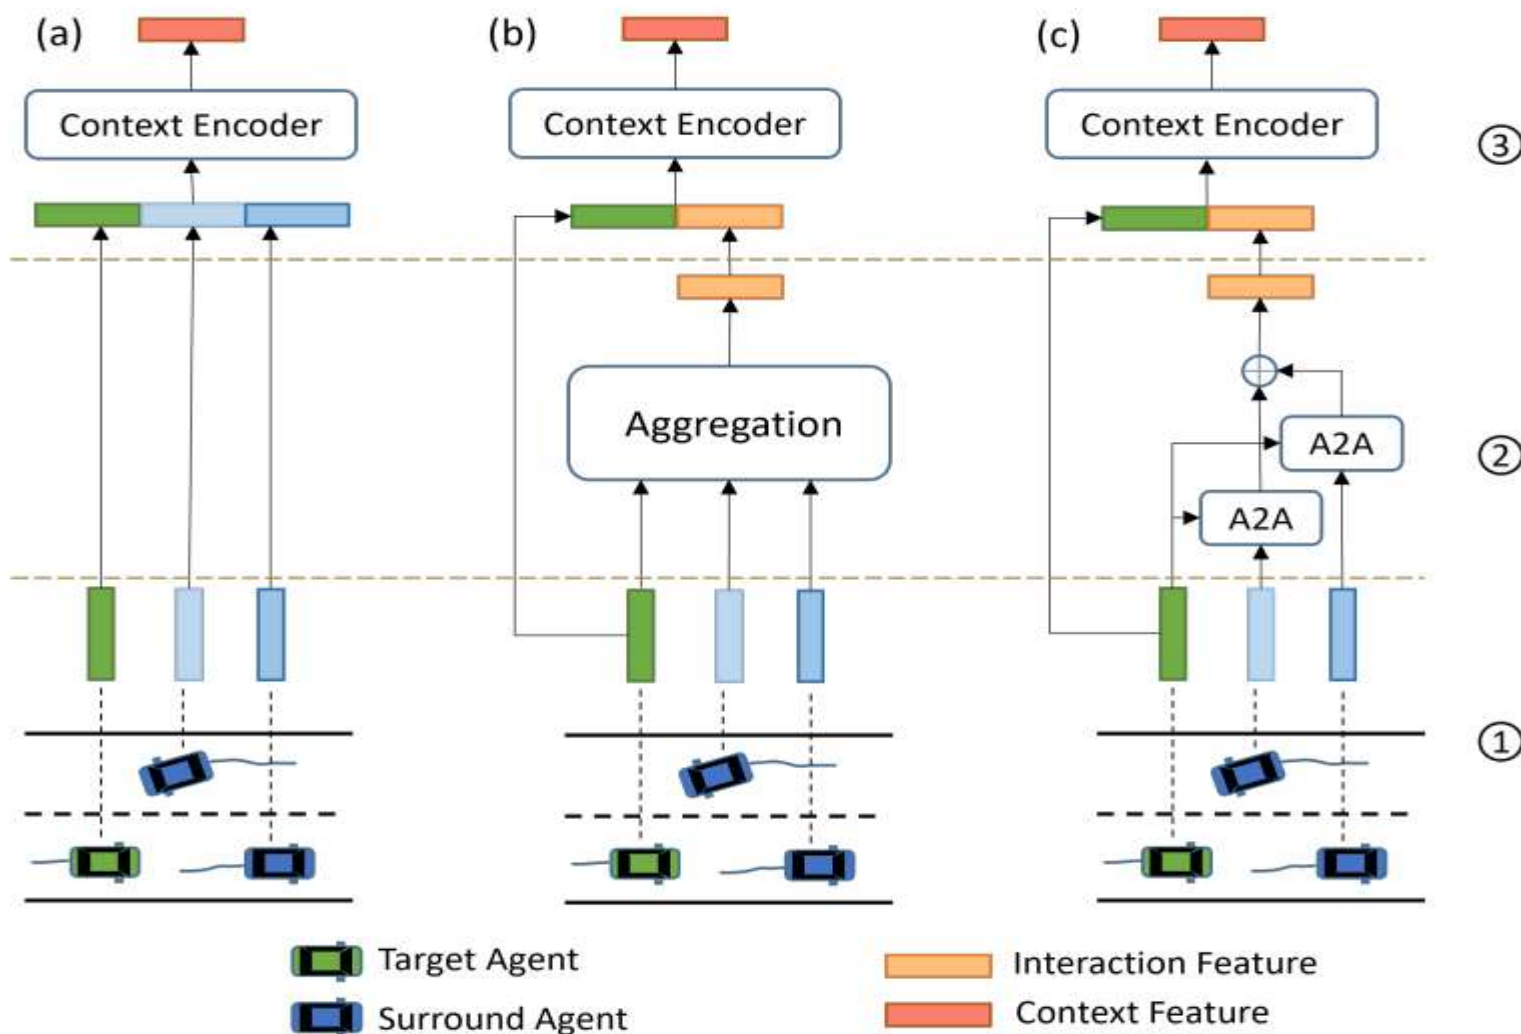 (a)
(b)
(c)
Context Encoder
Context Encoder
Context Encoder
③
Aggregation
A2A
A2A
②
①
Target Agent
Surround Agent
Interaction Feature
Context Feature